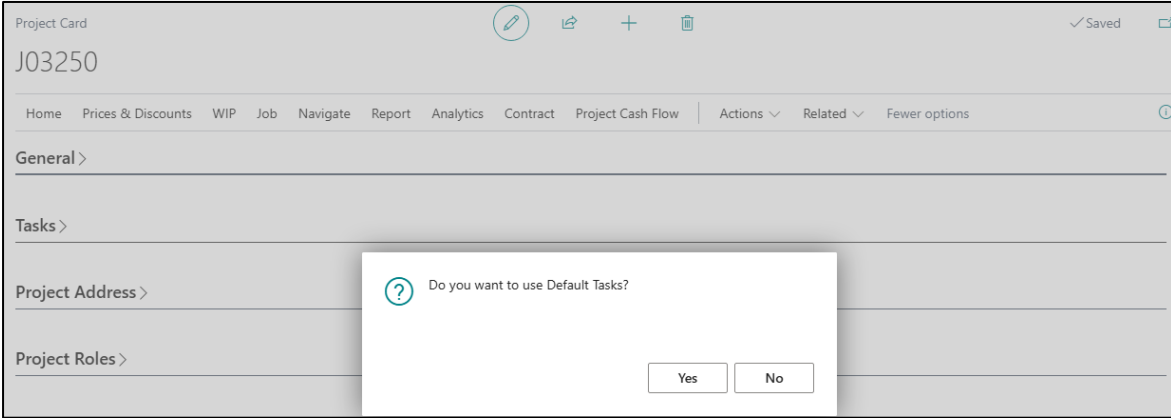 Project Card
Saved
J03250
Home Prices & Discounts WIP Job Navigate Report Analytics Contract Project Cash Flow Actions Related Fewer options
General
Tasks
Do you want to use Default Tasks?
Project Address
Project Roles
Yes No